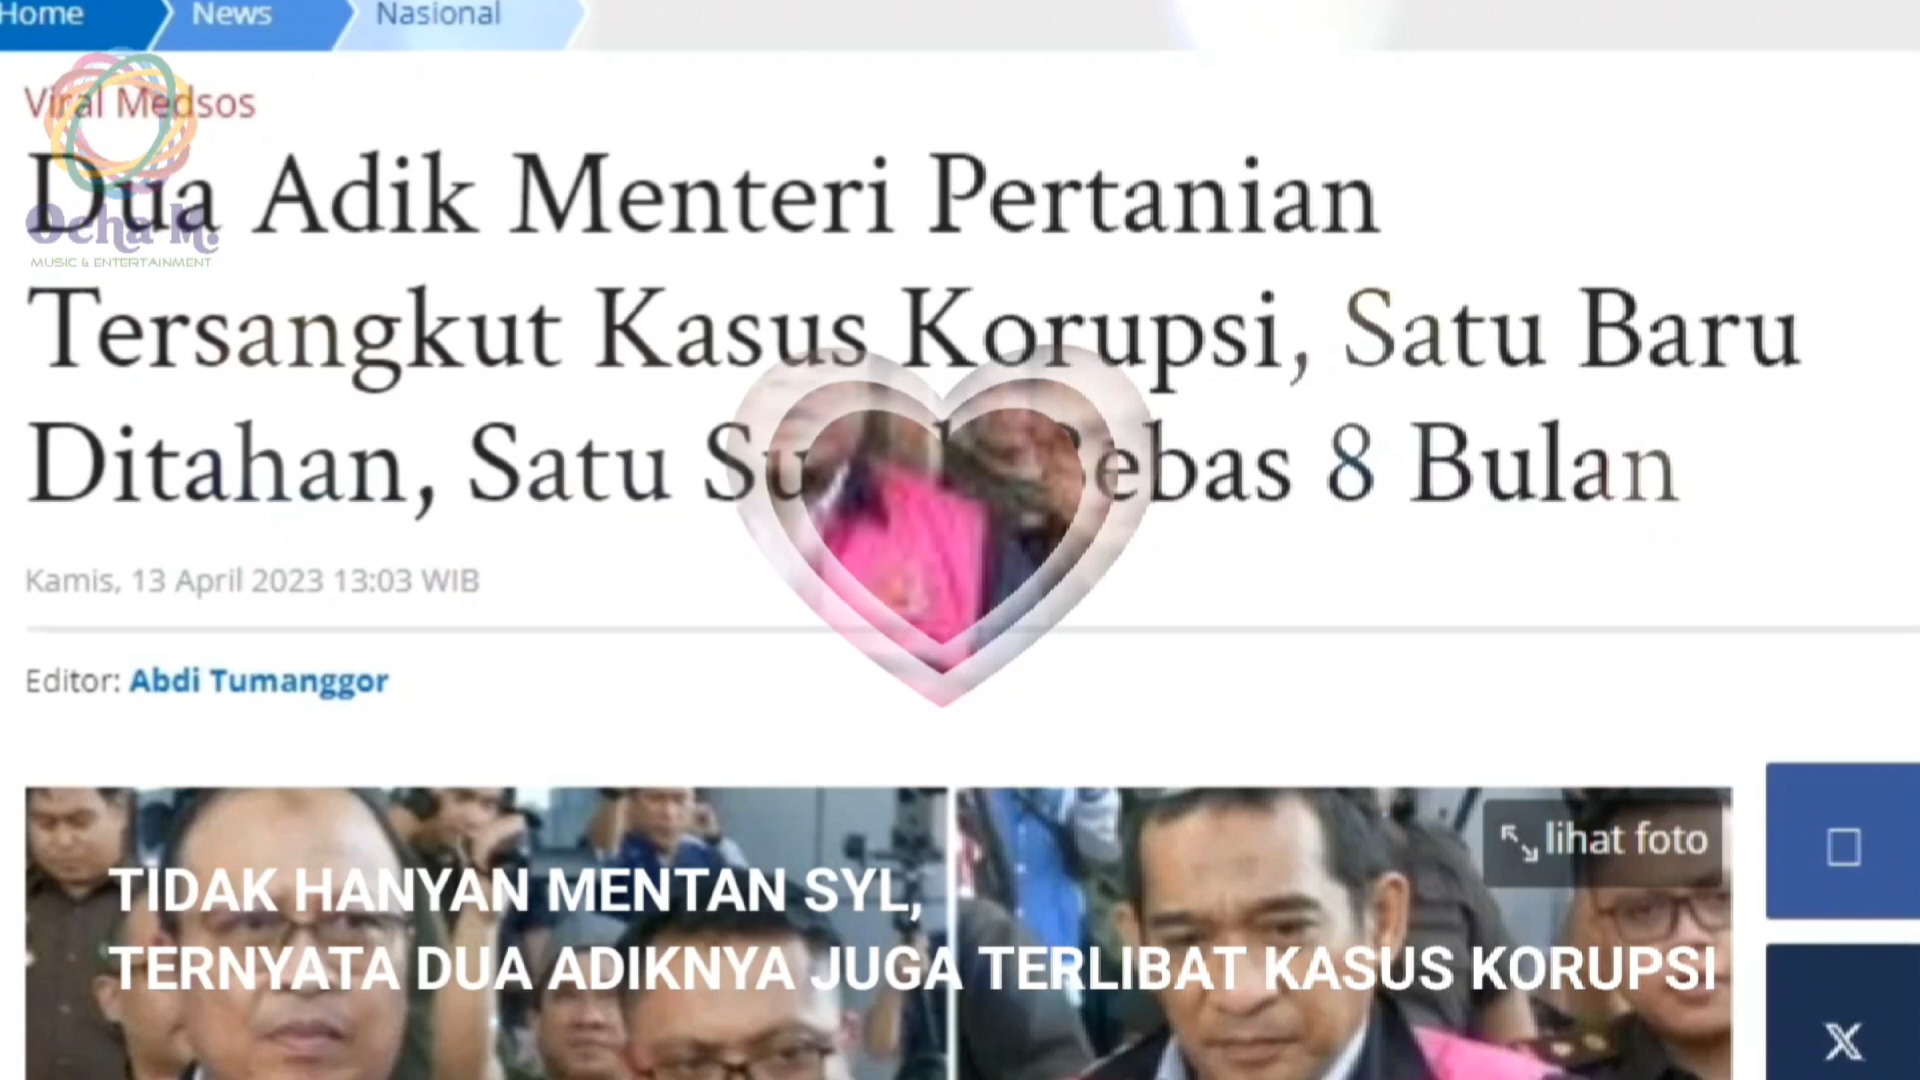 Home News Nasional
Viral Medsos
Dua Adik Menteri Pertanian
Tersangkut Kasus Korupsi, Satu Baru
Ditahan, Satu Bebas 8 Bulan
Ocha M.
MUSIC & ENTERTAINMENT
Kamis, 13 April 2023 13:03 WIB
Editor: Abdi Tumanggor
lihat foto
TIDAK HANYAN MENTAN SYL,
TERNYATA DUA ADIKNYA JUGA TERLIBAT KASUS KORUPSI